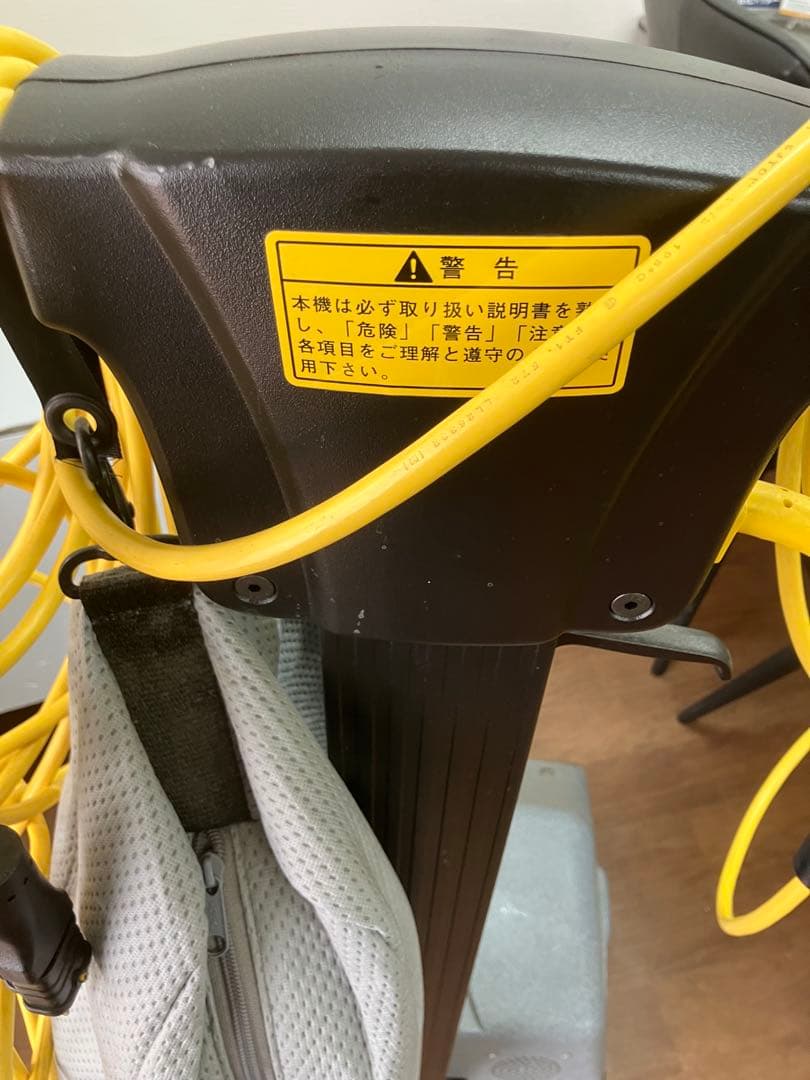 警告
本機は必ず取り扱い説明書を
し、「危険」「警告」「注
各項目をご理解と遵守の
用下さい。
105°C